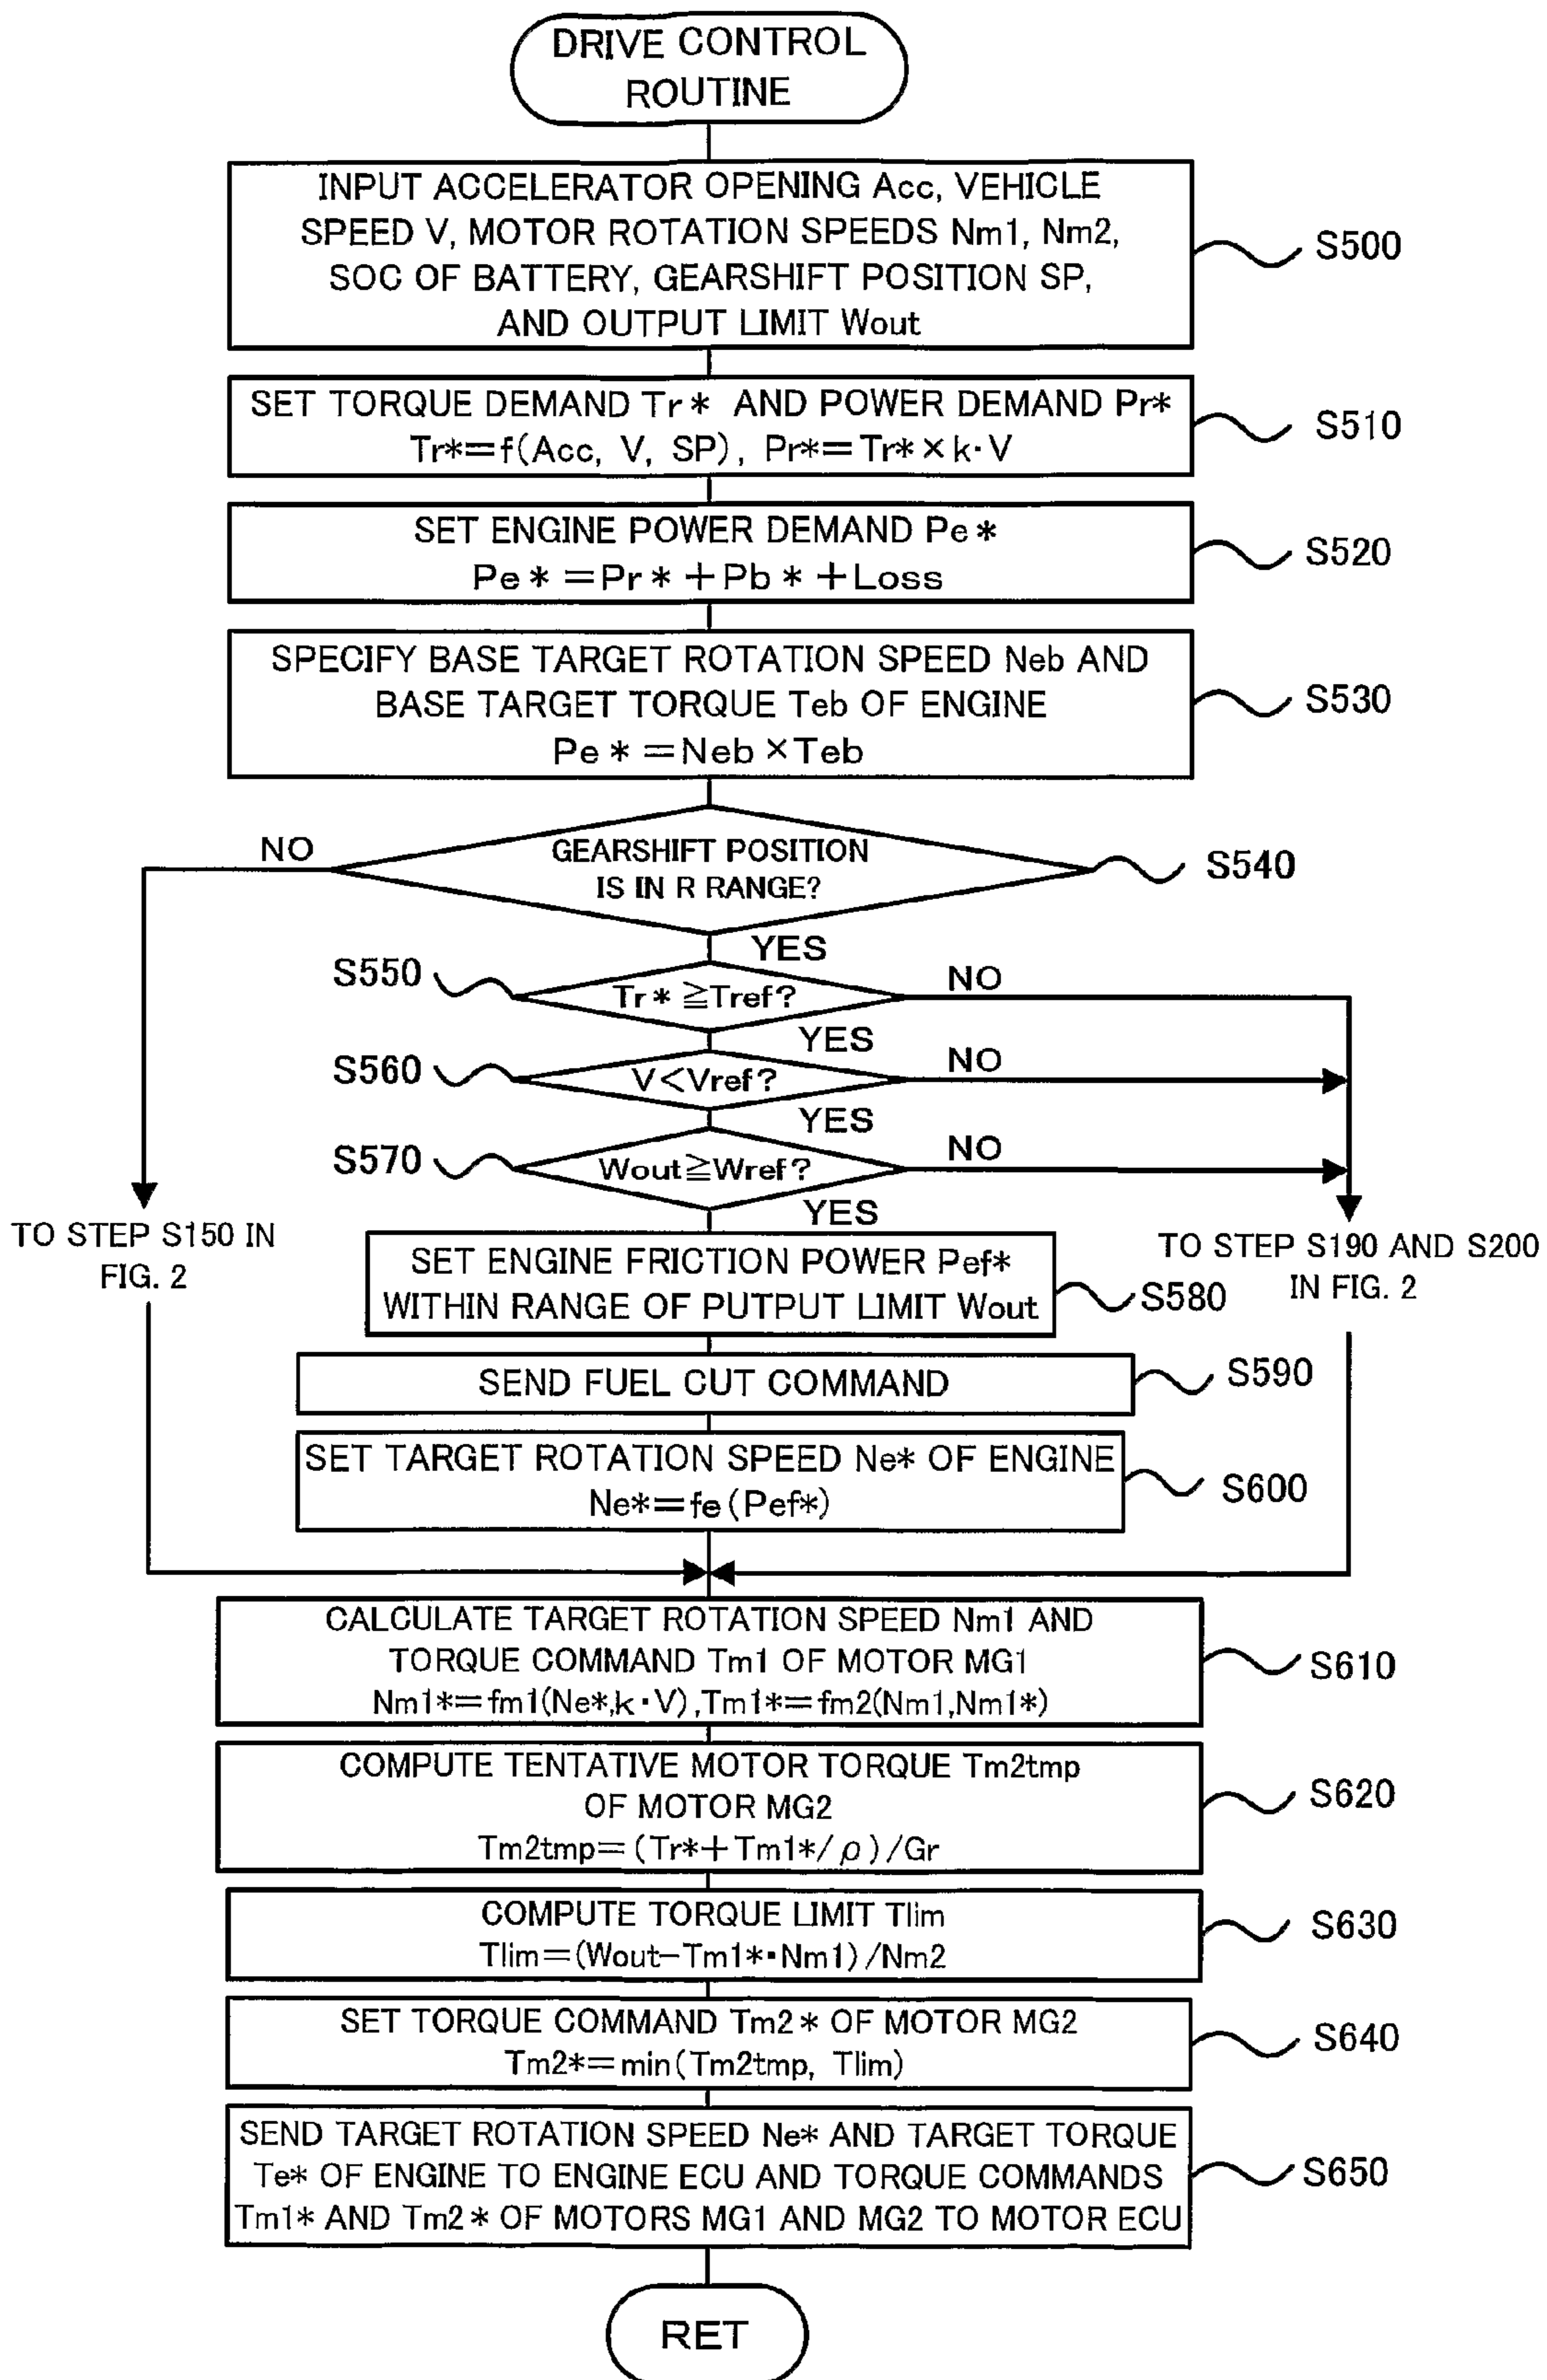 DRIVE CONTROL
ROUTINE
INPUT ACCELERATOR OPENING Acc, VEHICLE
SPEED V, MOTOR ROTATION SPEEDS Nm1, Nm2,
SOC OF BATTERY, GEARSHIFT POSITION SP,
AND OUTPUT LIMIT Wout
S500
SET TORQUE DEMAND Tr* AND POWER DEMAND Pr*
Tr*=f(Acc, V, SP), Pr*=Tr*×k·V
S510
SET ENGINE POWER DEMAND Pe*
Pe*=Pr*+Pb*+Loss
S520
SPECIFY BASE TARGET ROTATION SPEED Neb AND
BASE TARGET TORQUE Teb OF ENGINE
Pe*=Neb×Teb
S530
NO
GEARSHIFT POSITION
IS IN R RANGE?
S540
YES
S550
Tr*≧Tref?
NO
YES
S560
V<Vref?
NO
YES
S570
Wout≧Wref?
NO
YES
TO STEP S150 IN
FIG. 2
TO STEP S190 AND S200
IN FIG. 2
SET ENGINE FRICTION POWER Pef*
WITHIN RANGE OF PUTPUT LIMIT Wout
S580
SEND FUEL CUT COMMAND
S590
SET TARGET ROTATION SPEED Ne* OF ENGINE
Ne*=fe(Pef*)
S600
CALCULATE TARGET ROTATION SPEED Nm1 AND
TORQUE COMMAND Tm1 OF MOTOR MG1
Nm1*=fm1(Ne*,k·V),Tm1*=fm2(Nm1,Nm1*)
S610
COMPUTE TENTATIVE MOTOR TORQUE Tm2tmp
OF MOTOR MG2
Tm2tmp=(Tr*+Tm1*/ρ)/Gr
S620
COMPUTE TORQUE LIMIT Tlim
Tlim=(Wout-Tm1*·Nm1)/Nm2
S630
SET TORQUE COMMAND Tm2* OF MOTOR MG2
Tm2*=min(Tm2tmp, Tlim)
S640
SEND TARGET ROTATION SPEED Ne* AND TARGET TORQUE
Te* OF ENGINE TO ENGINE ECU AND TORQUE COMMANDS
Tm1* AND Tm2* OF MOTORS MG1 AND MG2 TO MOTOR ECU
S650
RET